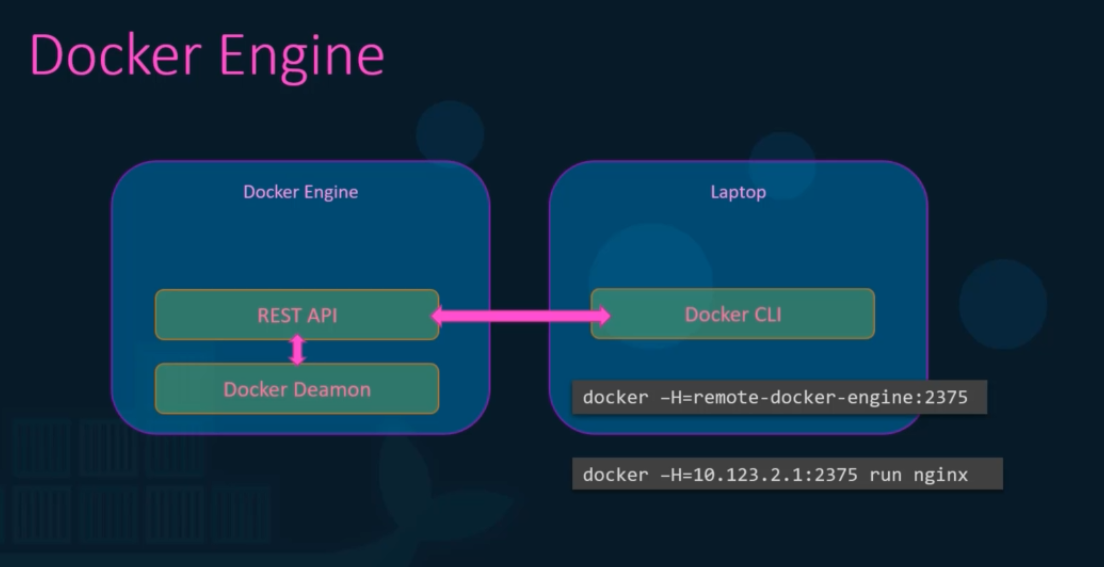 Docker Engine
Docker Engine
Laptop
REST API
Docker CLI
Docker Deamon
docker –H=remote-docker-engine:2375
docker –H=10.123.2.1:2375 run nginx